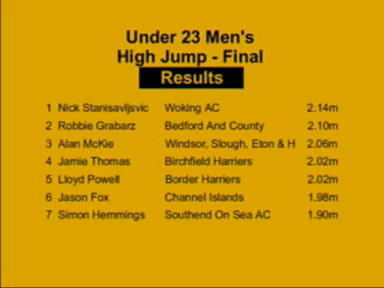 Under 23 Men's
High Jump - Final
Results
1 Nick Stanisavljsvic Woking AC 2.14m
2 Robbie Grabarz Bedford And County 2.10m
3 Alan McKie Windsor, Slough, Eton & H 2.06m
4 Jamie Thomas Birchfield Harriers 2.02m
5 Lloyd Powell Border Harriers 2.02m
6 Jason Fox Channel Islands 1.98m
7 Simon Hemmings Southend On Sea AC 1.90m